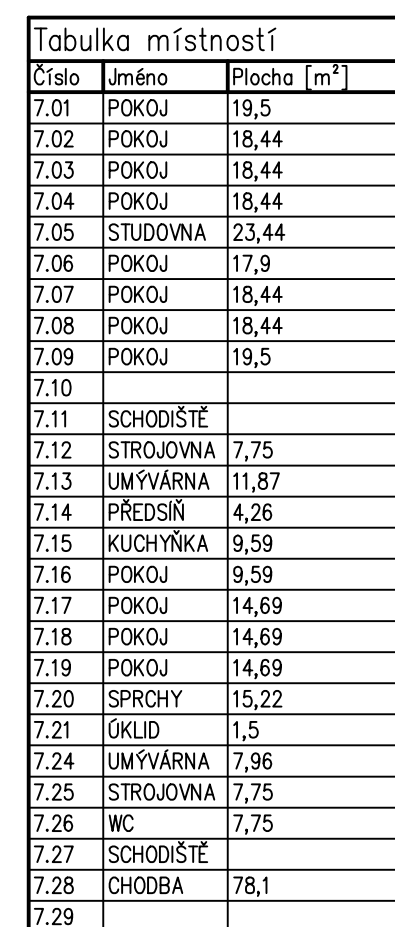 Tabulka místností
Číslo Jméno Plocha [m²]
7.01 POKOJ 19,5
7.02 POKOJ 18,44
7.03 POKOJ 18,44
7.04 POKOJ 18,44
7.05 STUDOVNA 23,44
7.06 POKOJ 17,9
7.07 POKOJ 18,44
7.08 POKOJ 18,44
7.09 POKOJ 19,5
7.10
7.11 SCHODIŠTĚ
7.12 STROJOVNA 7,75
7.13 UMÝVÁRNA 11,87
7.14 PŘEDSÍŇ 4,26
7.15 KUCHYŇKA 9,59
7.16 POKOJ 9,59
7.17 POKOJ 14,69
7.18 POKOJ 14,69
7.19 POKOJ 14,69
7.20 SPRCHY 15,22
7.21 ÚKLID 1,5
7.24 UMÝVÁRNA 7,96
7.25 STROJOVNA 7,75
7.26 WC 7,75
7.27 SCHODIŠTĚ
7.28 CHODBA 78,1
7.29